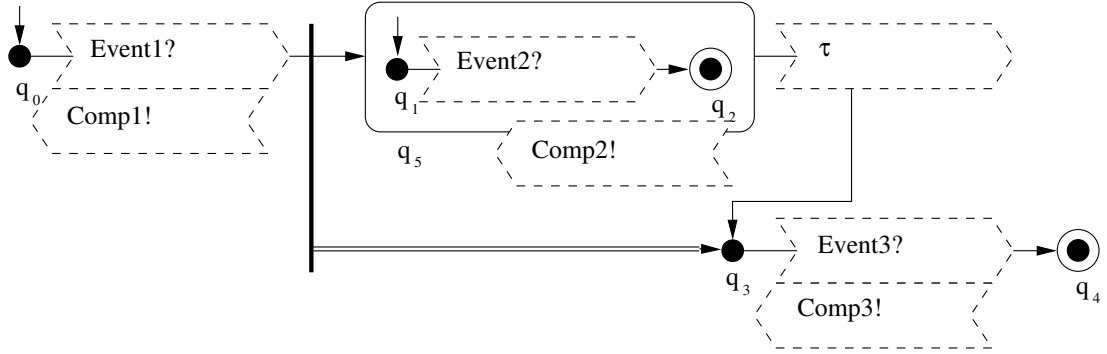 Event1?
τ
Event2?
q0
q1
q2
Comp1!
Comp2!
q5
Event3?
q3
q4
Comp3!